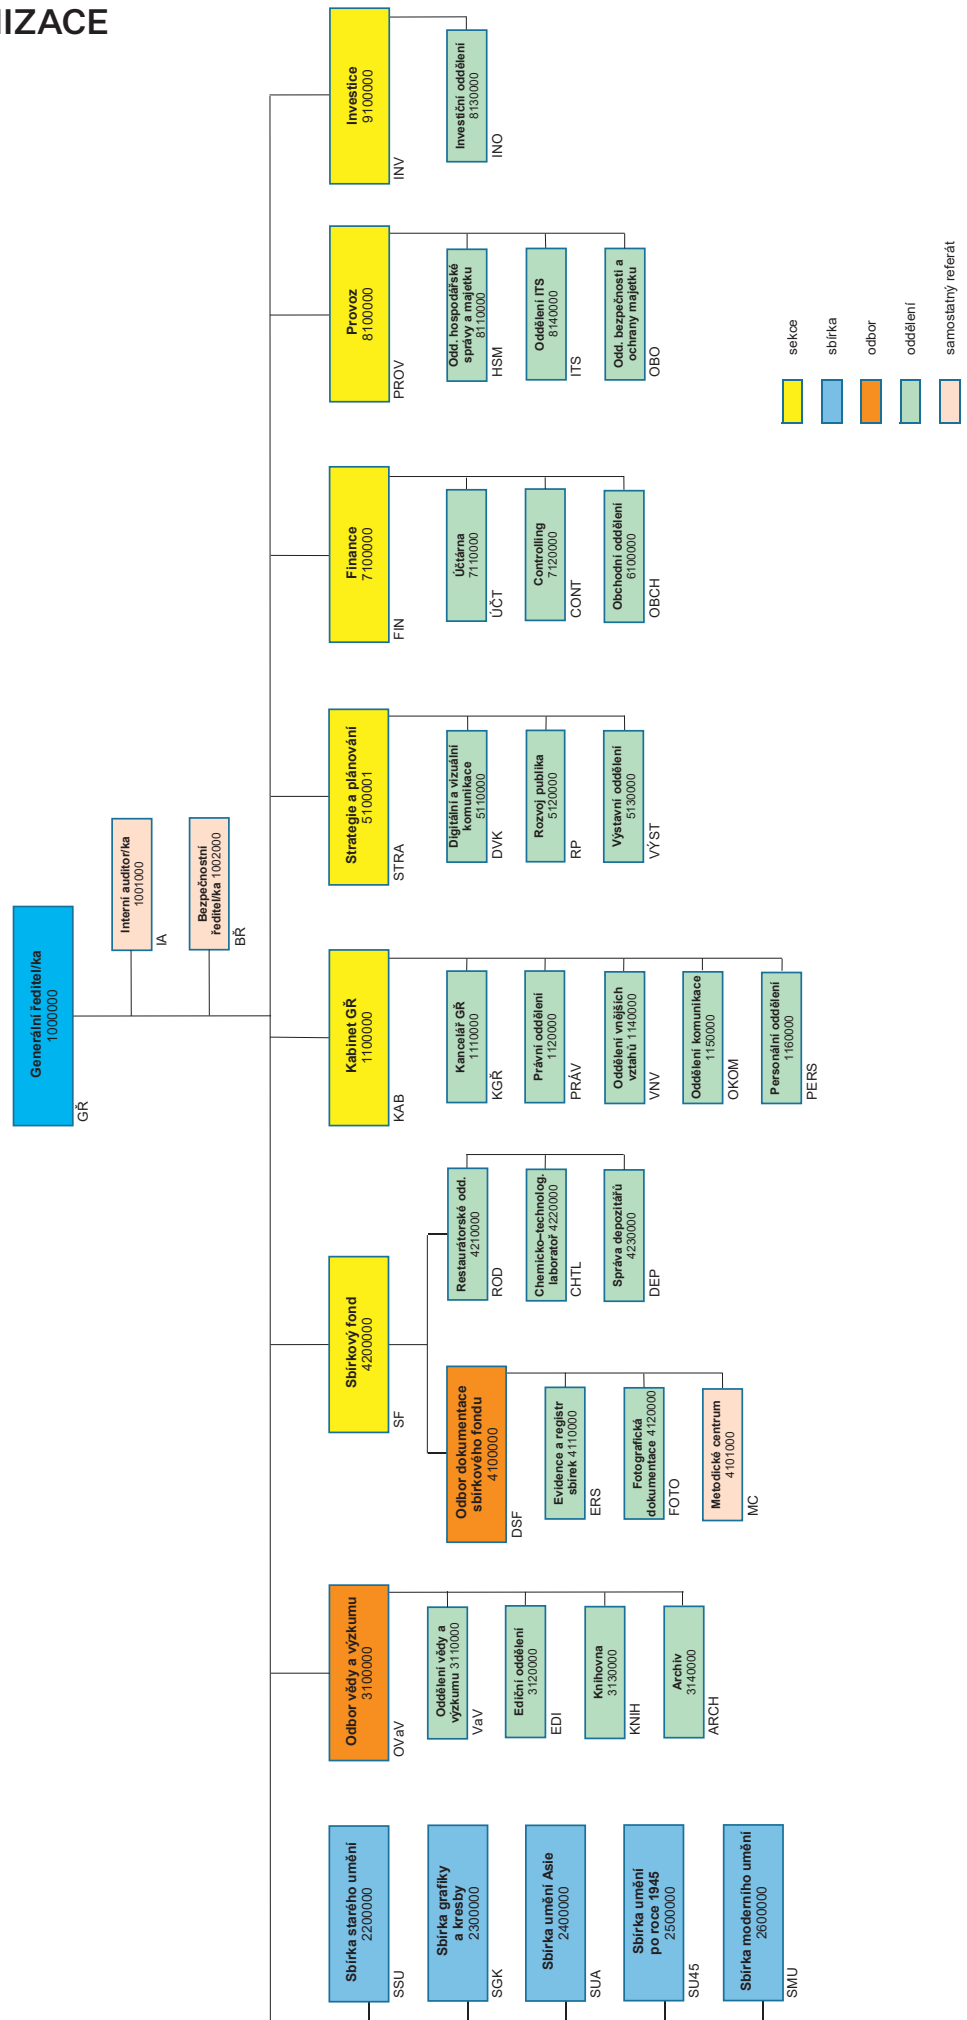 NIZACE
Generální ředitel/ka
1000000
GŘ
Interní auditor/ka
1001000
IA
Bezpečnostní
ředitel/ka 1002000
BŘ
Sbírka starého umění
2200000
SSU
Sbírka grafiky
a kresby
2300000
SGK
Sbírka umění Asie
2400000
SUA
Sbírka umění
po roce 1945
2500000
SU45
Sbírka moderního umění
2600000
SMU
Odbor vědy a výzkumu
3100000
OVaV
Oddělení vědy a
výzkumu 3110000
VaV
Ediční oddělení
3120000
EDI
Knihovna
3130000
KNIH
Archiv
3140000
ARCH
Sbírkový fond
4200000
SF
Odbor dokumentace
sbírkového fondu
4100000
DSF
Evidence a registr
sbírek 4110000
ERS
Fotografická
dokumentace 4120000
FOTO
Metodické centrum
4101000
MC
Restaurátorské odd.
4210000
ROD
Chemicko–technolog.
laboratoř 4220000
CHTL
Správa depozitářů
4230000
DEP
Kabinet GŘ
1100000
KAB
Kancelář GŘ
1110000
KGŘ
Právní oddělení
1120000
PRÁV
Oddělení vnějších
vztahů 1140000
VNV
Oddělení komunikace
1150000
OKOM
Personální oddělení
1160000
PERS
Strategie a plánování
5100001
STRA
Digitální a vizuální
komunikace
5110000
DVK
Rozvoj publika
5120000
RP
Výstavní oddělení
5130000
VÝST
Finance
7100000
FIN
Účtárna
7110000
ÚČT
Controlling
7120000
CONT
Obchodní oddělení
6100000
OBCH
Provoz
8100000
PROV
Odd. hospodářské
správy a majetku
8110000
HSM
Oddělení ITS
8140000
ITS
Odd. bezpečnosti a
ochrany majetku
OBO
Investice
9100000
INV
Investiční oddělení
8130000
INO
sekce
sbírka
odbor
oddělení
samostatný referát